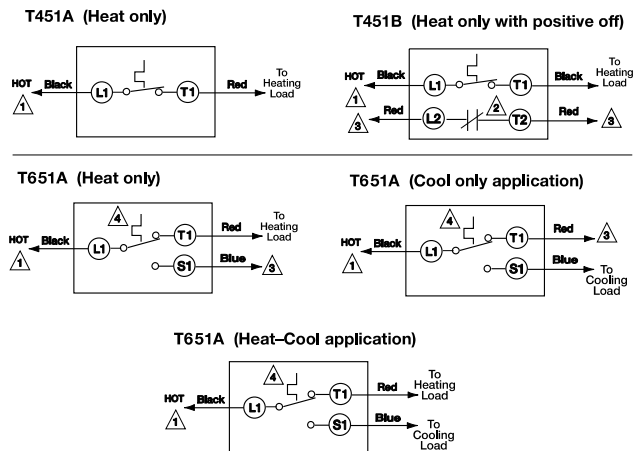 T451A (Heat only)
HOT
1
Black
L1
T1
Red
To
Heating
Load
T451B (Heat only with positive off)
HOT
1
Black
L1
T1
Black
To
Heating
Load
3
Red
L2
2
T2
Red
3
T651A (Heat only)
HOT
1
Black
L1
4
T1
Red
To
Heating
Load
S1
Blue
3
T651A (Cool only application)
HOT
1
Black
L1
4
T1
Red
3
S1
Blue
To
Cooling
Load
T651A (Heat–Cool application)
HOT
1
Black
L1
4
T1
Red
To
Heating
Load
S1
Blue
To
Cooling
Load